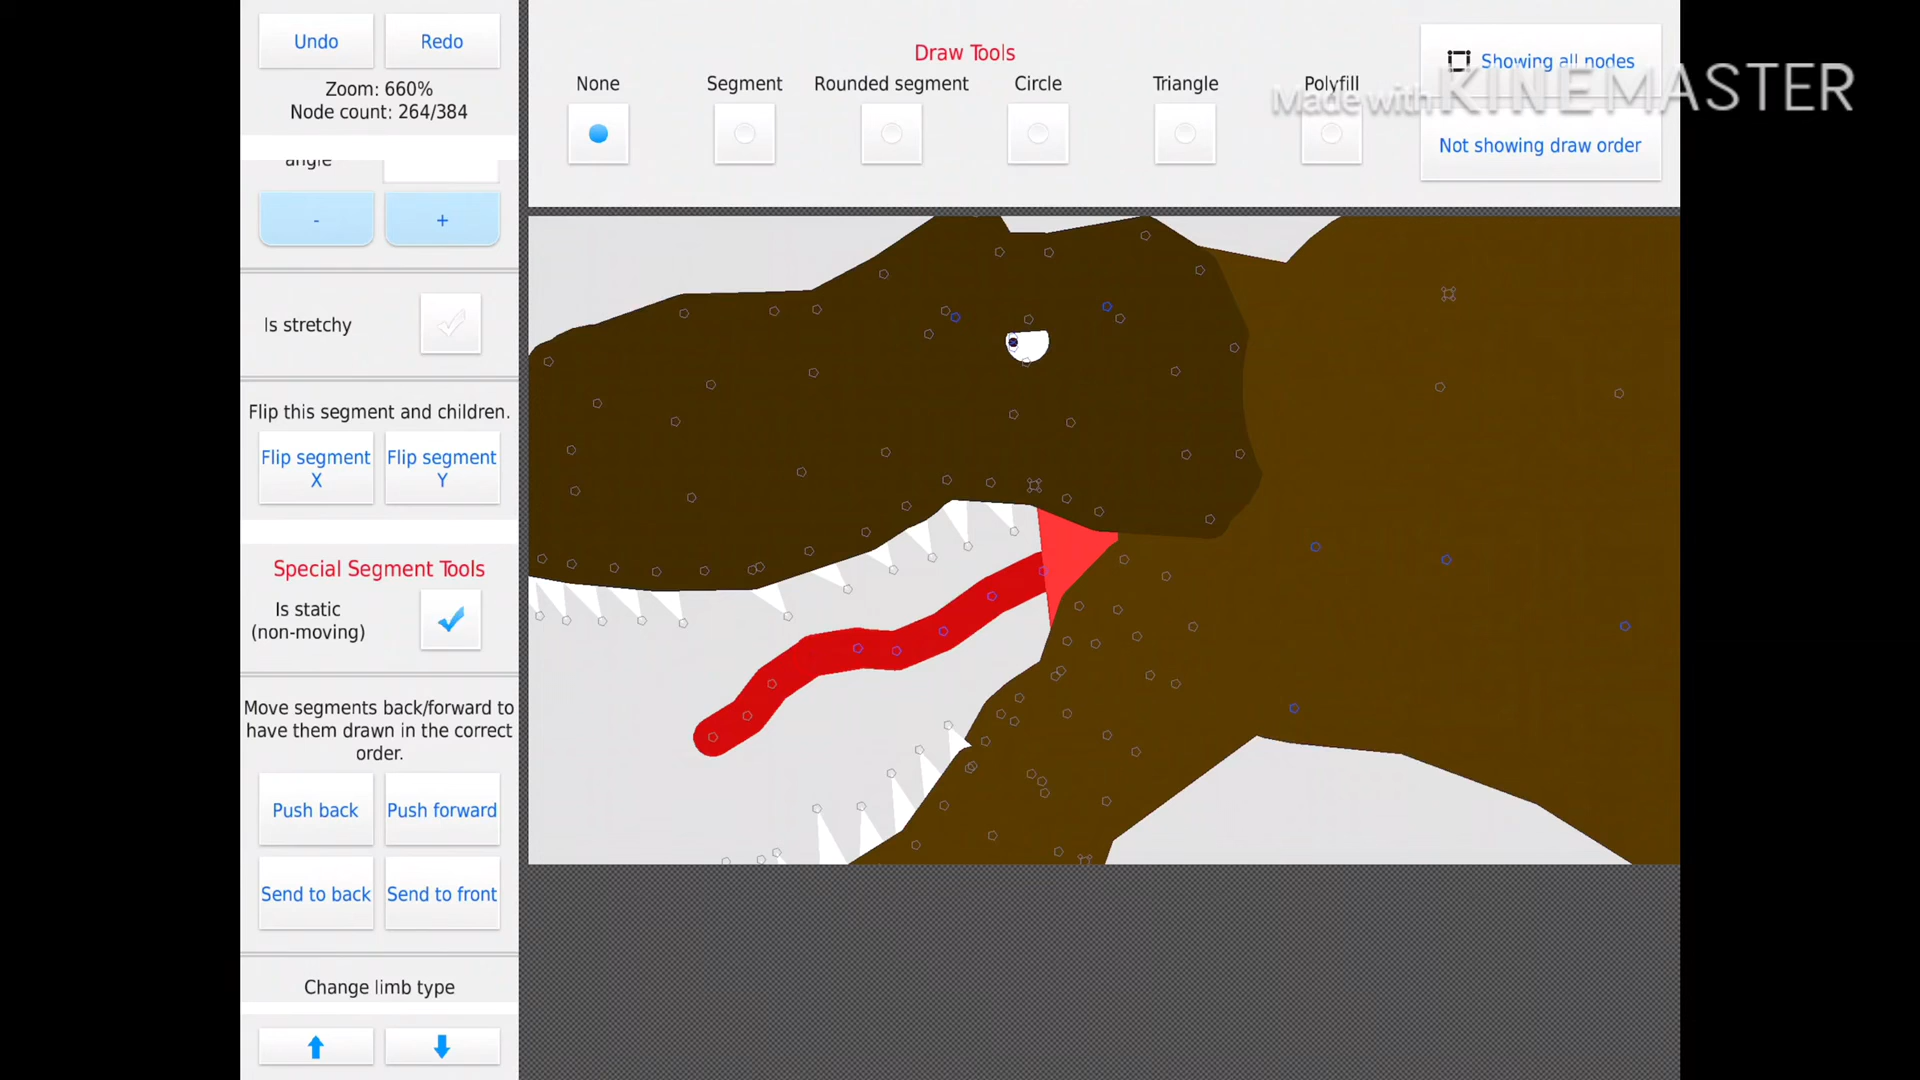 Undo
Redo
Zoom: 660%
Node count: 264/384
angle
-
+
Is stretchy
Flip this segment and children.
Flip segment
X
Flip segment
Y
Special Segment Tools
Is static
(non-moving)
Move segments back/forward to
have them drawn in the correct
order.
Push back
Push forward
Send to back
Send to front
Change limb type
Draw Tools
None
Segment
Rounded segment
Circle
Triangle
Polyfill
Showing all nodes
Made with KINEMASTER
Not showing draw order